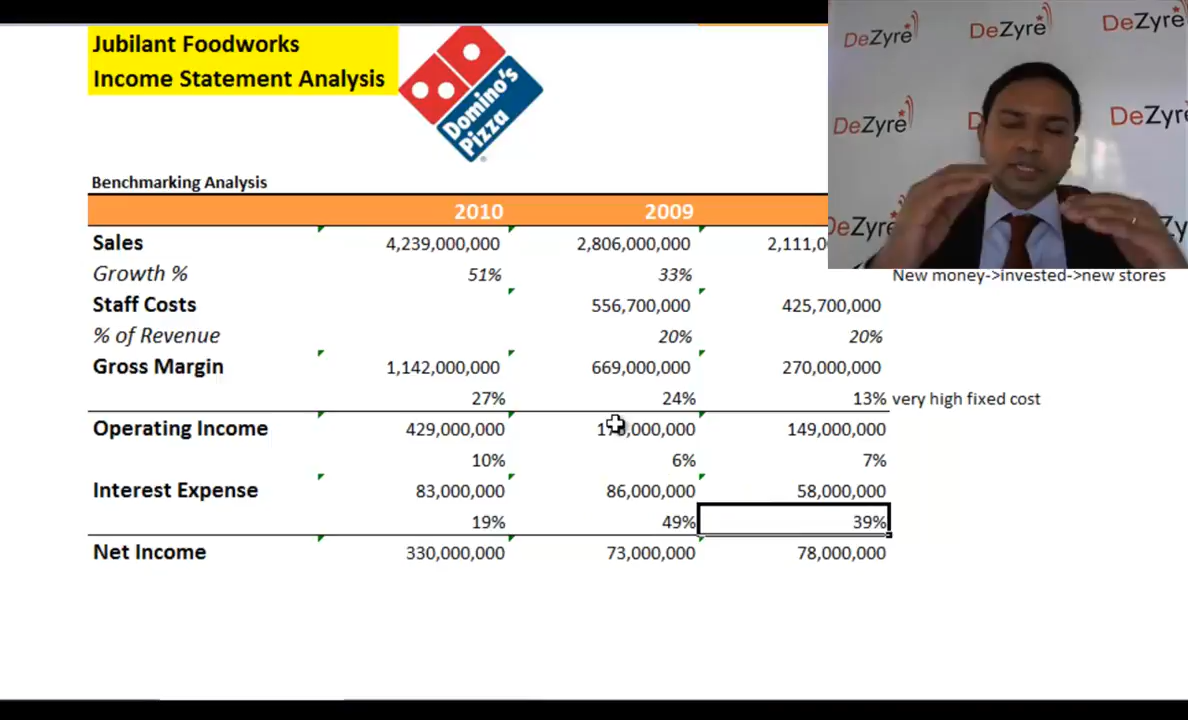 Jubilant Foodworks
Income Statement Analysis
Domino's
Pizza
DeZyre DeZyre DeZyre
DeZyre DeZyre
DeZyre
Benchmarking Analysis
2010 2009
Sales 4,239,000,000 2,806,000,000
Growth % 51% 33% New money->invested->new stores
Staff Costs 556,700,000 425,700,000
% of Revenue 20% 20%
Gross Margin 1,142,000,000 669,000,000 270,000,000
27% 24% 13% very high fixed cost
Operating Income 429,000,000 149,000,000
10% 6% 7%
Interest Expense 83,000,000 86,000,000 58,000,000
19% 49% 39%
Net Income 330,000,000 73,000,000 78,000,000